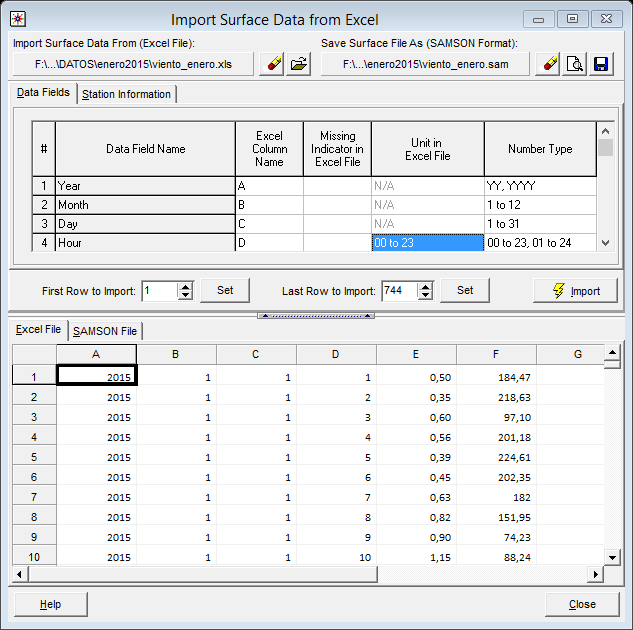 Import Surface Data from Excel
Import Surface Data From (Excel File): Save Surface File As (SAMSON Format):
F:\...\DATOS\enero2015\viento_enero.xls F:\...\enero2015\viento_enero.sam
Data Fields Station Information
# Data Field Name Excel Column Name Missing Indicator in Excel File Unit in Excel File Number Type
1 Year A N/A YY, YYYY
2 Month B N/A 1 to 12
3 Day C N/A 1 to 31
4 Hour D 00 to 23 00 to 23, 01 to 24
First Row to Import: 1 Set Last Row to Import: 744 Set Import
Excel File SAMSON File
A B C D E F G
1 2015 1 1 1 0,50 184,47
2 2015 1 1 2 0,35 218,63
3 2015 1 1 3 0,60 97,10
4 2015 1 1 4 0,56 201,18
5 2015 1 1 5 0,39 224,61
6 2015 1 1 6 0,45 202,35
7 2015 1 1 7 0,63 182
8 2015 1 1 8 0,82 151,95
9 2015 1 1 9 0,90 74,23
10 2015 1 1 10 1,15 88,24
Help Close